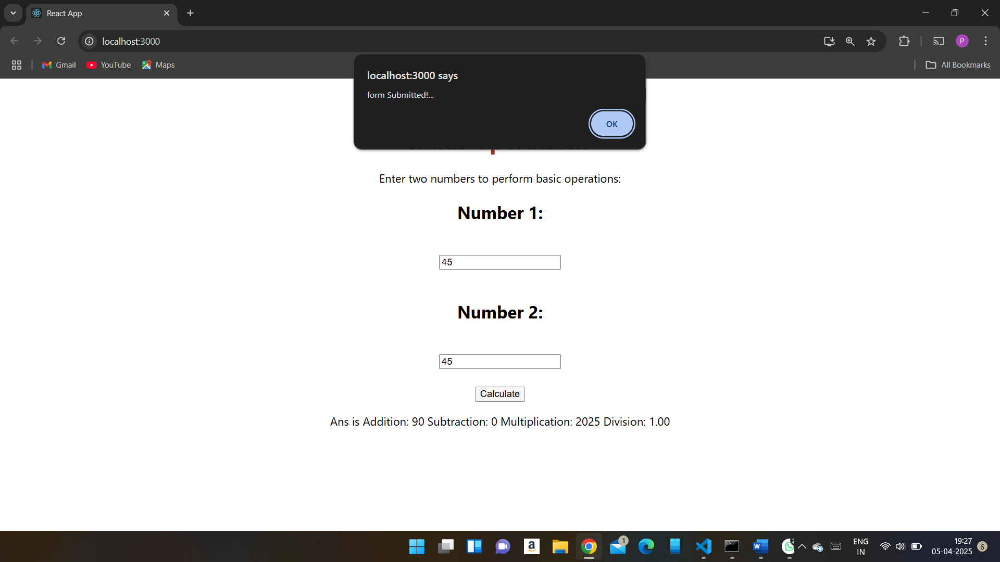 React App
localhost:3000
Gmail YouTube Maps All Bookmarks
P
localhost:3000 says
form Submitted!...
OK
Enter two numbers to perform basic operations:
Number 1:
45
Number 2:
45
Calculate
Ans is Addition: 90 Subtraction: 0 Multiplication: 2025 Division: 1.00
a
1
W
2
ENG
IN
19:27
05-04-2025
6